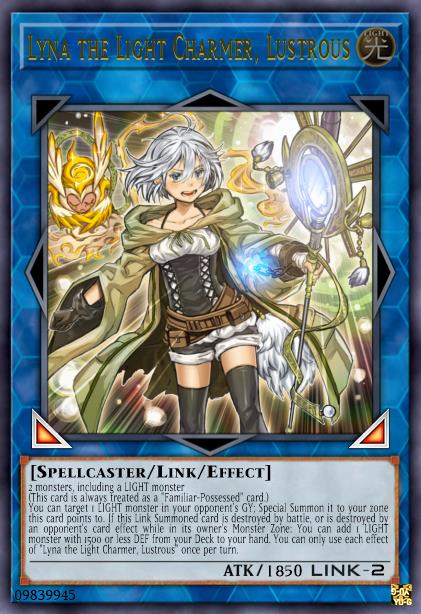 Lyna the Light Charmer, Lustrous
LIGHT
光
[Spellcaster/Link/Effect]
2 monsters, including a LIGHT monster
(This card is always treated as a "Familiar-Possessed" card.)
You can target 1 LIGHT monster in your opponent's GY; Special Summon it to your zone
this card points to. If this Link Summoned card is destroyed by battle, or is destroyed by
an opponent's card effect while in its owner's Monster Zone: You can add 1 LIGHT
monster with 1500 or less DEF from your Deck to your hand. You can only use each effect
of "Lyna the Light Charmer, Lustrous" once per turn.
ATK/1850 LINK-2
09839945